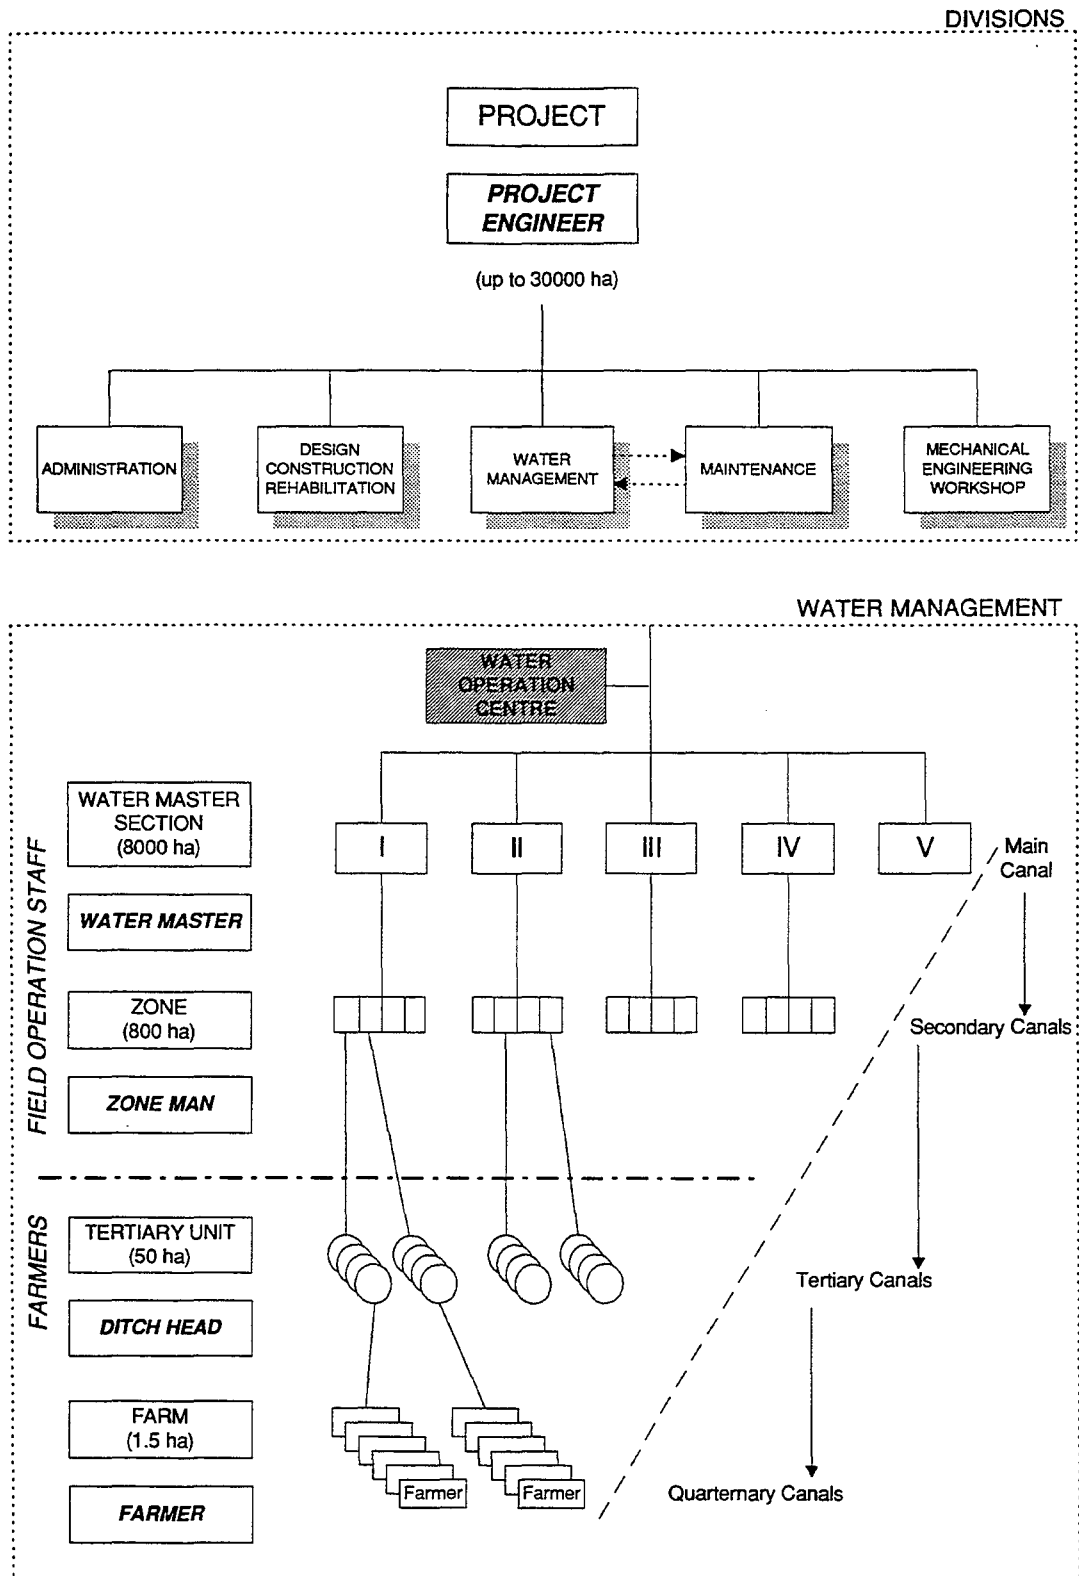 DIVISIONS
PROJECT
PROJECT
ENGINEER
(up to 30000 ha)
ADMINISTRATION
DESIGN
CONSTRUCTION
REHABILITATION
WATER
MANAGEMENT
MAINTENANCE
MECHANICAL
ENGINEERING
WORKSHOP
WATER MANAGEMENT
WATER
OPERATION
CENTRE
FIELD OPERATION STAFF
WATER MASTER
SECTION
(8000 ha)
I
II
III
IV
V
Main
Canal
WATER MASTER
ZONE
(800 ha)
Secondary Canals
ZONE MAN
FARMERS
TERTIARY UNIT
(50 ha)
Tertiary Canals
DITCH HEAD
FARM
(1.5 ha)
Farmer
Farmer
Quarternary Canals
FARMER